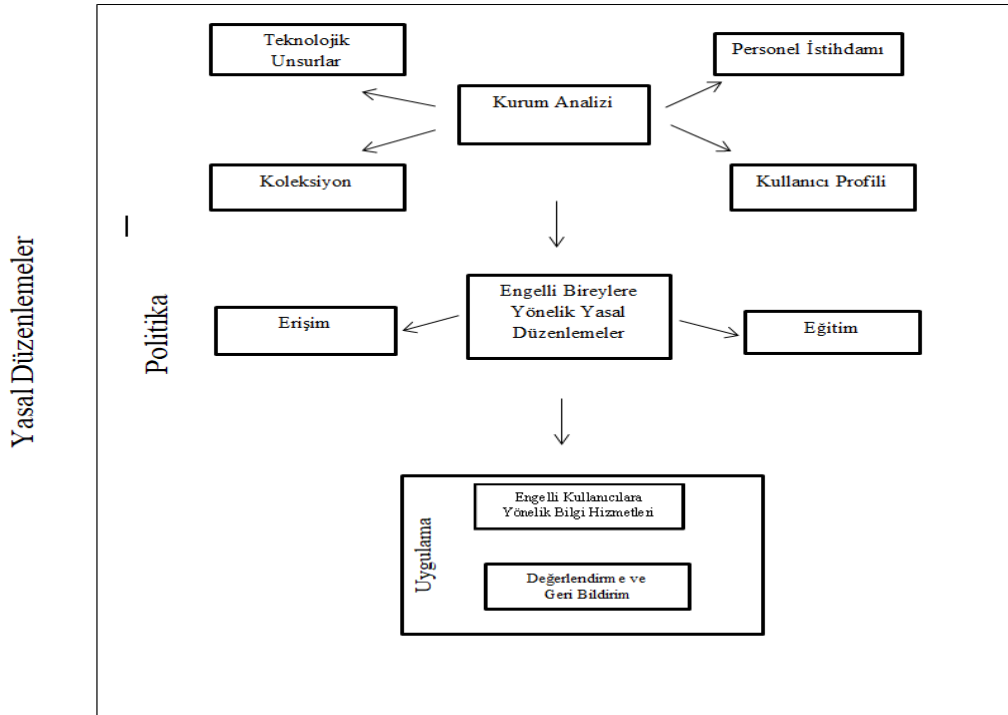 Teknolojik
Unsurlar
Personel İstihdamı
Kurum Analizi
Koleksiyon
Kullanıcı Profili
Yasal Düzenlemeler
Politika
Engelli Bireylere
Yönelik Yasal
Düzenlemeler
Erişim
Eğitim
Uygulama
Engelli Kullanıcılara
Yönelik Bilgi Hizmetleri
Değerlendirme ve
Geri Bildirim